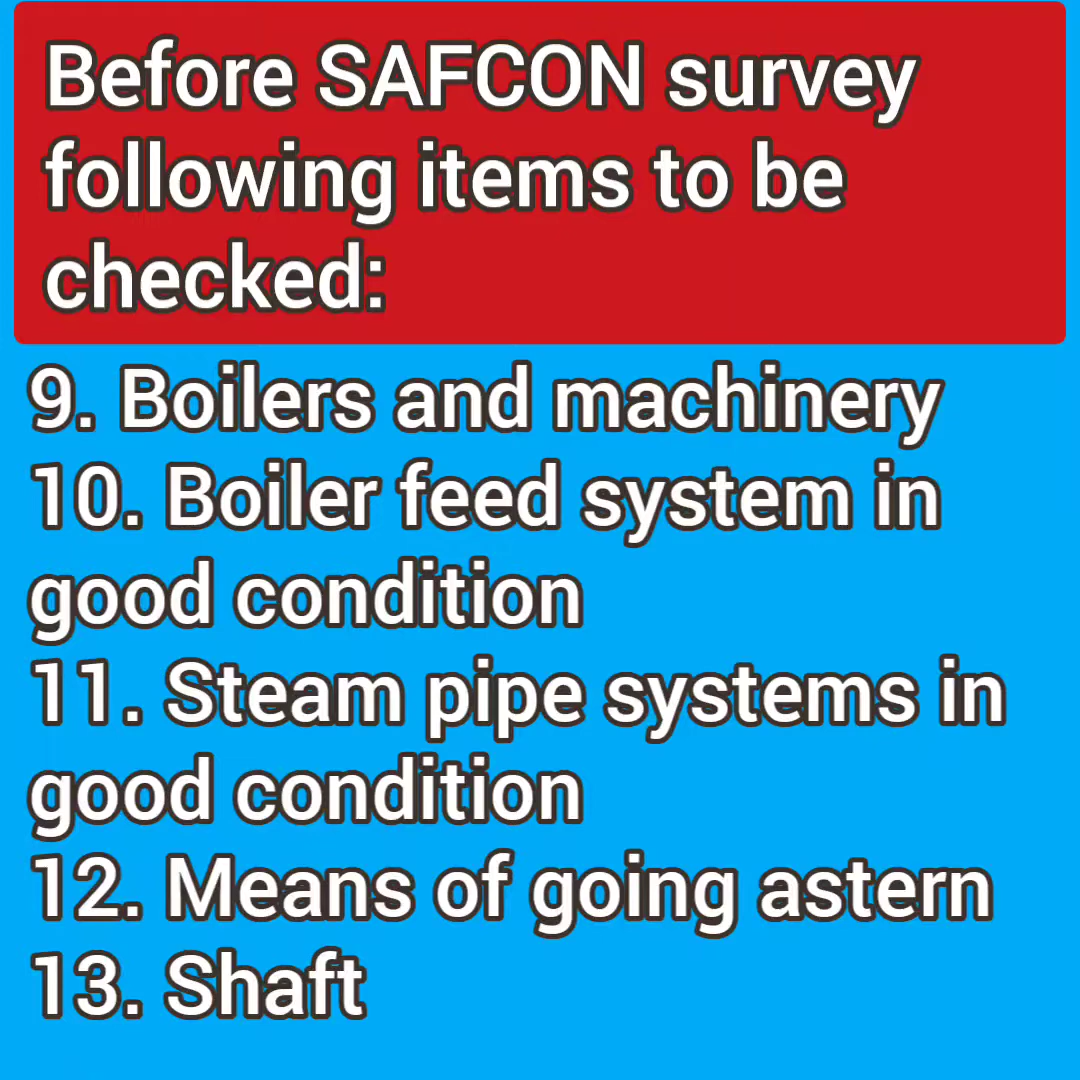 Before SAFCON survey
following items to be
checked:
9. Boilers and machinery
10. Boiler feed system in
good condition
11. Steam pipe systems in
good condition
12. Means of going astern
13. Shaft